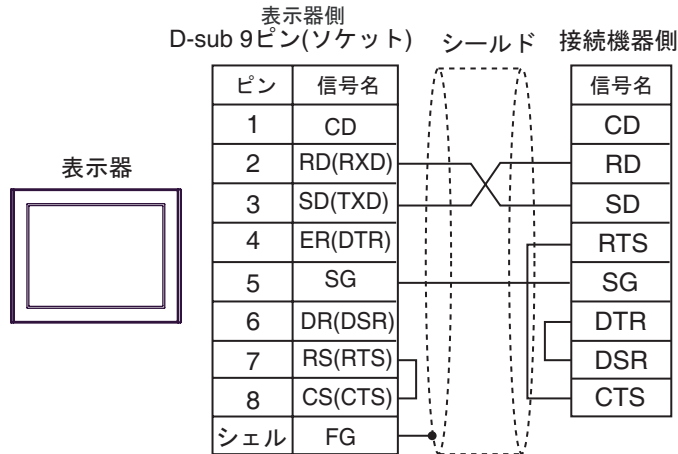 表示器側
D-sub 9ピン(ソケット) シールド 接続機器側
ピン 信号名 信号名
1 CD CD
表示器
2 RD(RXD) RD
3 SD(TXD) SD
4 ER(DTR) RTS
5 SG SG
6 DR(DSR) DTR
7 RS(RTS) DSR
8 CS(CTS) CTS
シェル FG